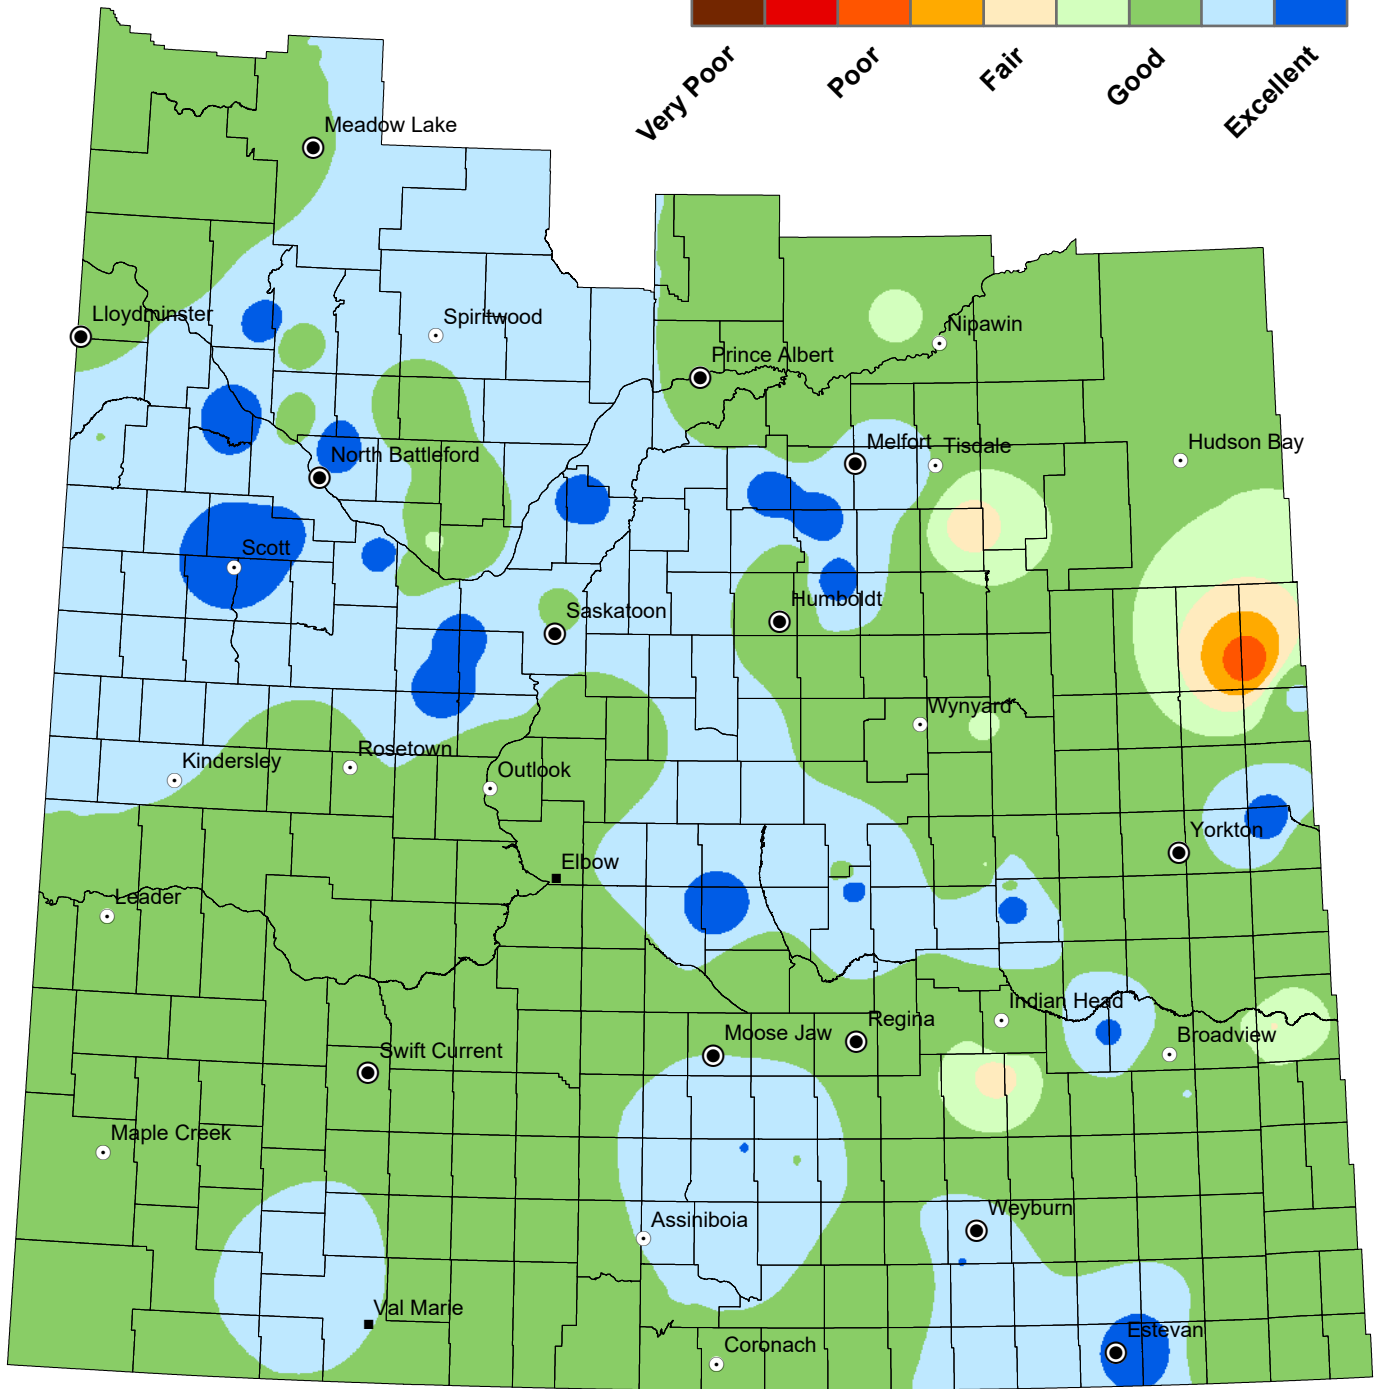 Very Poor
Poor
Fair
Good
Excellent
Meadow Lake
Lloydminster
Spiritwood
Nipawin
Prince Albert
Melfort
Tisdale
Hudson Bay
North Battleford
Scott
Humboldt
Saskatoon
Wynyard
Rosetown
Kindersley
Outlook
Yorkton
Elbow
Leader
Indian Head
Regina
Moose Jaw
Broadview
Swift Current
Maple Creek
Weyburn
Assiniboia
Val Marie
Estevan
Coronach